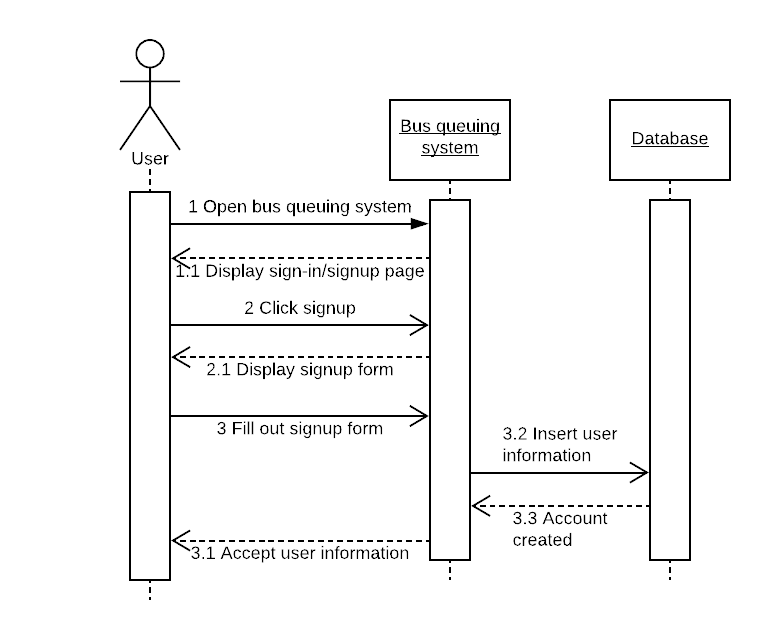 User
Bus queuing
system
Database
1 Open bus queuing system
1.1 Display sign-in/signup page
2 Click signup
2.1 Display signup form
3 Fill out signup form
3.2 Insert user
information
3.3 Account
created
3.1 Accept user information